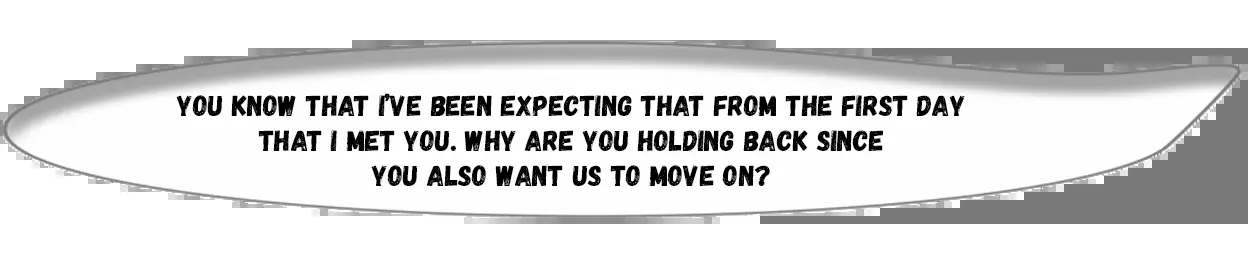 YOU KNOW THAT I'VE BEEN EXPECTING THAT FROM THE FIRST DAY
THAT I MET YOU. WHY ARE YOU HOLDING BACK SINCE
YOU ALSO WANT US TO MOVE ON?